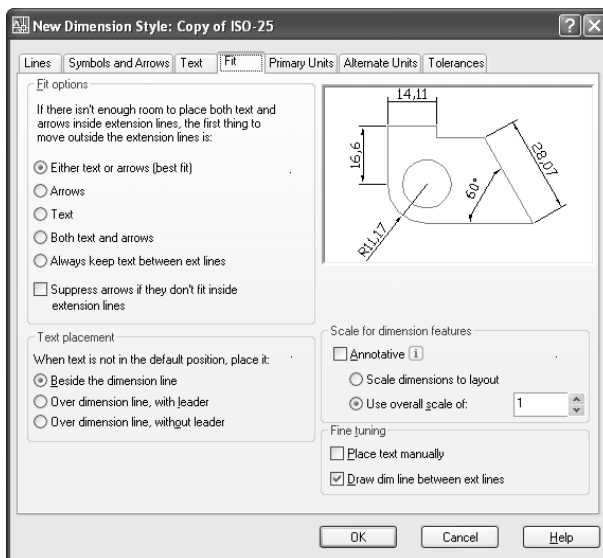 New Dimension Style: Copy of ISO-25
Lines Symbols and Arrows Text Fit Primary Units Alternate Units Tolerances
Fit options
If there isn't enough room to place both text and
arrows inside extension lines, the first thing to
move outside the extension lines is:
Either text or arrows (best fit)
Arrows
Text
Both text and arrows
Always keep text between ext lines
Suppress arrows if they don't fit inside
extension lines
Text placement
When text is not in the default position, place it:
Beside the dimension line
Over dimension line, with leader
Over dimension line, without leader
14,11
16,6
28,07
60°
R11,17
Scale for dimension features
Annotative
Scale dimensions to layout
Use overall scale of: 1
Fine tuning
Place text manually
Draw dim line between ext lines
OK Cancel Help